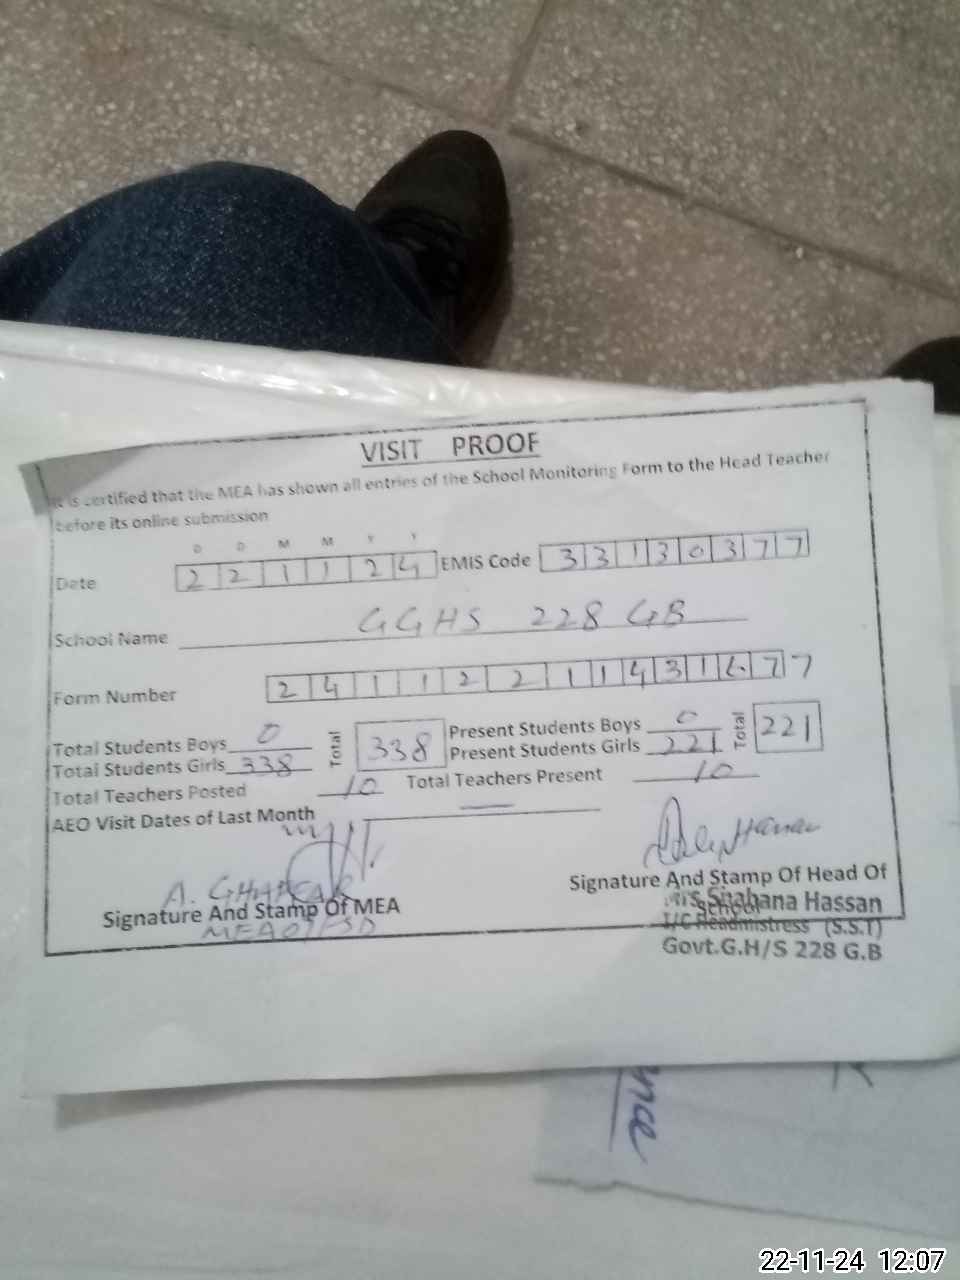 VISIT PROOF
It is certified that the MEA has shown all entries of the School Monitoring Form to the Head Teacher
before its online submission
D D M M Y Y
Date 2 2 1 1 2 4 EMIS Code 3 3 1 3 0 3 7 7
School Name GGHS 228 GB
Form Number 2 4 1 1 2 2 1 1 4 3 1 6 7 7
Total Students Boys 0 Total 338 Present Students Boys 0 Total 221
Total Students Girls 338 Present Students Girls 221
Total Teachers Posted 10 Total Teachers Present 10
AEO Visit Dates of Last Month —
A. GHAFFAR
Signature And Stamp Of MEA
Signature And Stamp Of Head Of
School
Mrs Shahana Hassan
I/C Headmistress (S.S.T)
Govt.G.H/S 228 G.B
22-11-24 12:07